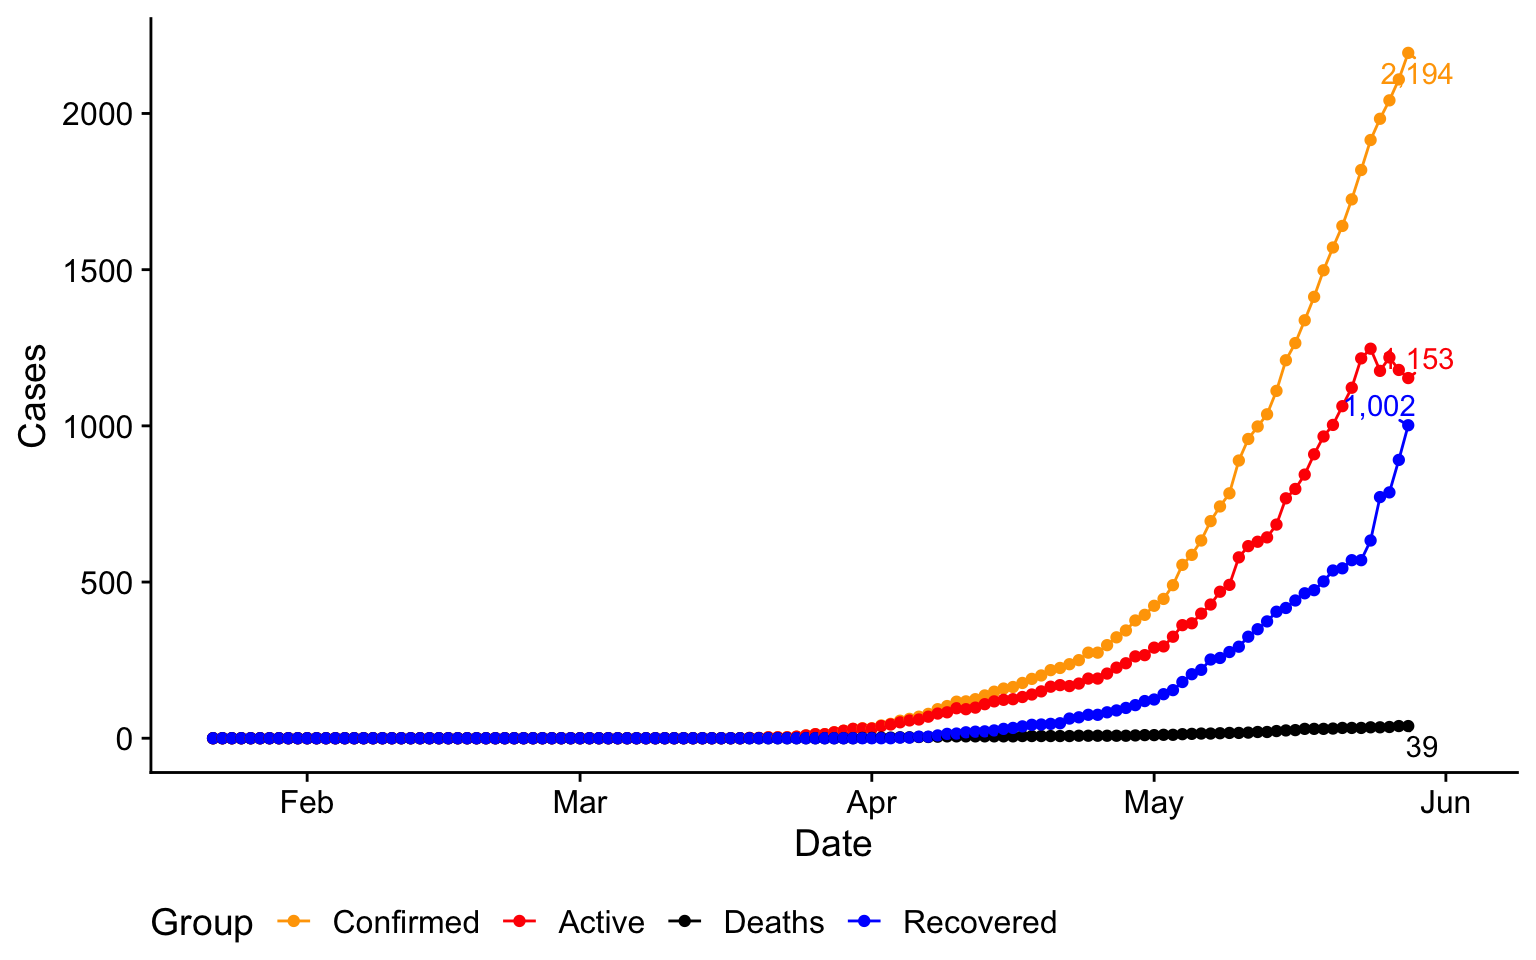 2,194
2000
1500
1,153
1,002
1000
500
0
39
Feb Mar Apr May Jun
Date
Cases
Group Confirmed Active Deaths Recovered